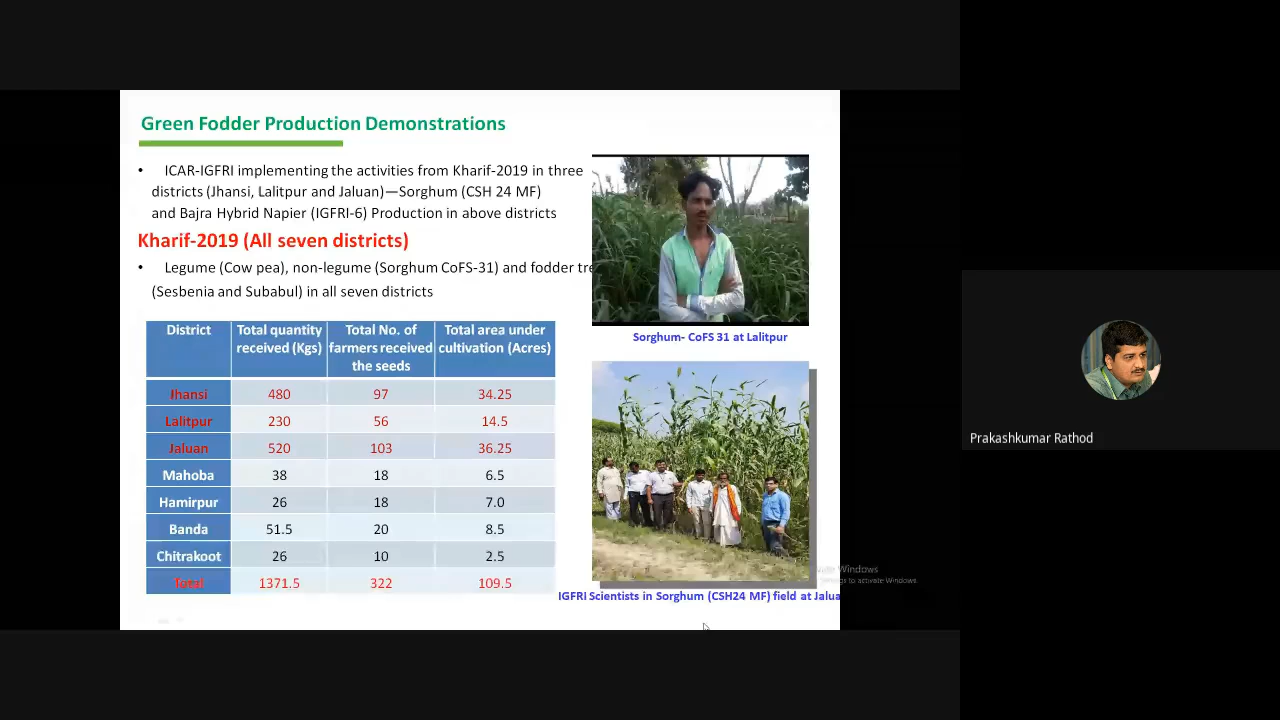 Green Fodder Production Demonstrations
• ICAR-IGFRI implementing the activities from Kharif-2019 in three
districts (Jhansi, Lalitpur and Jaluan)—Sorghum (CSH 24 MF)
and Bajra Hybrid Napier (IGFRI-6) Production in above districts
Kharif-2019 (All seven districts)
• Legume (Cow pea), non-legume (Sorghum CoFS-31) and fodder tre
(Sesbenia and Subabul) in all seven districts
District Total quantity received (Kgs) Total No. of farmers received the seeds Total area under cultivation (Acres)
Jhansi 480 97 34.25
Lalitpur 230 56 14.5
Jaluan 520 103 36.25
Mahoba 38 18 6.5
Hamirpur 26 18 7.0
Banda 51.5 20 8.5
Chitrakoot 26 10 2.5
Total 1371.5 322 109.5
Sorghum- CoFS 31 at Lalitpur
IGFRI Scientists in Sorghum (CSH24 MF) field at Jalua
Windows
to activate Windows
Prakashkumar Rathod